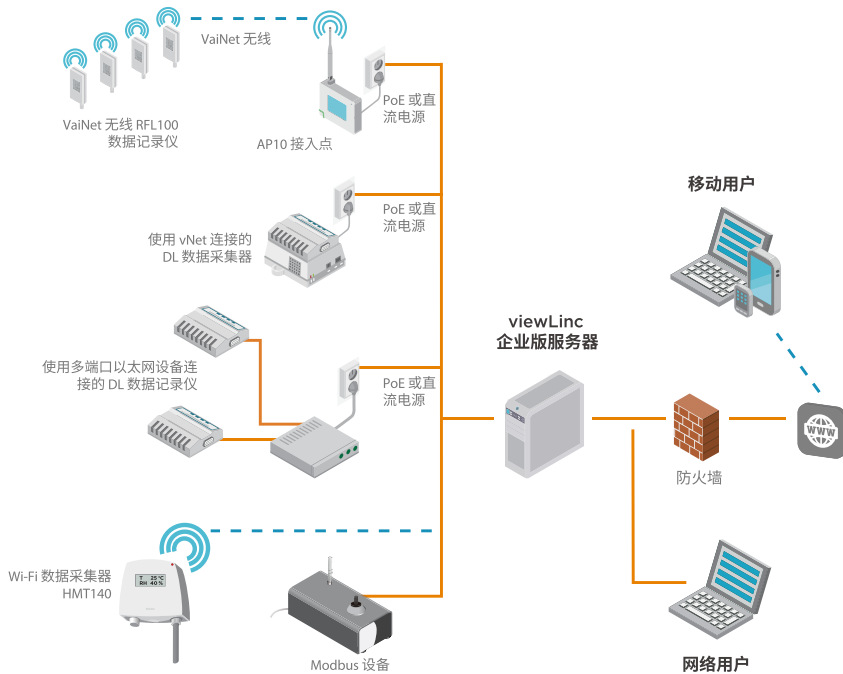 VaiNet 无线
VaiNet 无线 RFL100
数据记录仪
AP10 接入点
PoE 或直
流电源
使用 vNet 连接的
DL 数据采集器
PoE 或直
流电源
移动用户
使用多端口以太网设备连
接的 DL 数据记录仪
PoE 或直
流电源
viewLinc
企业版服务器
WWW
防火墙
Wi-Fi 数据采集器
HMT140
T 25°C
RH 40%
Modbus 设备
网络用户